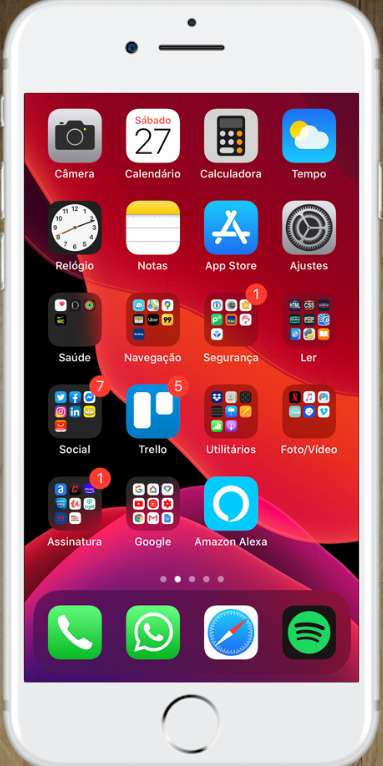 Sábado
27
Câmera
Calendário
Calculadora
Tempo
Relógio
Notas
App Store
Ajustes
1
Saúde
Navegação
Segurança
Ler
7
5
Social
Trello
Utilitários
Foto/Vídeo
1
Assinatura
Google
Amazon Alexa